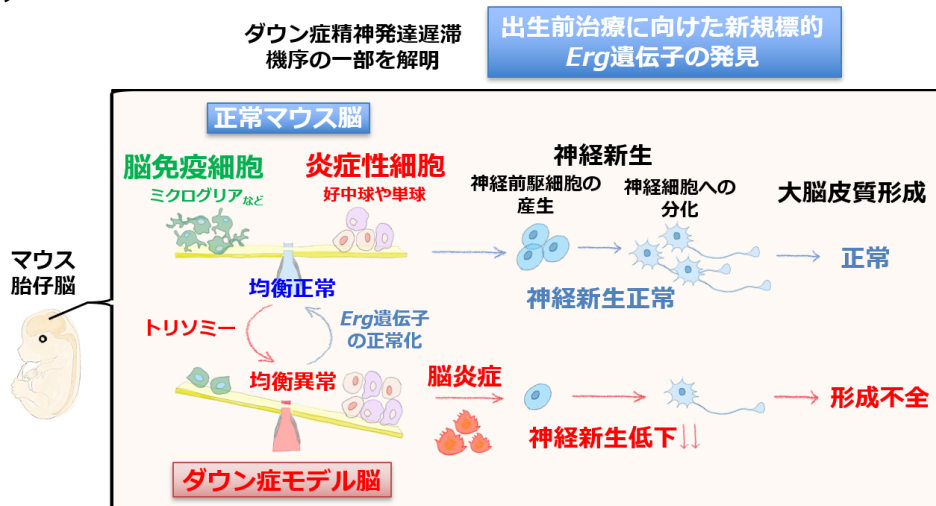 ダウン症精神発達遅滞
機序の一部を解明
出生前治療に向けた新規標的
Erg遺伝子の発見
正常マウス脳
脳免疫細胞
ミクログリアなど
炎症性細胞
好中球や単球
神経新生
神経前駆細胞の
産生
神経細胞への
分化
大脳皮質形成
マウス
胎仔脳
均衡正常
神経新生正常
正常
トリソミー
Erg遺伝子
の正常化
均衡異常
脳炎症
神経新生低下↓↓
形成不全
ダウン症モデル脳